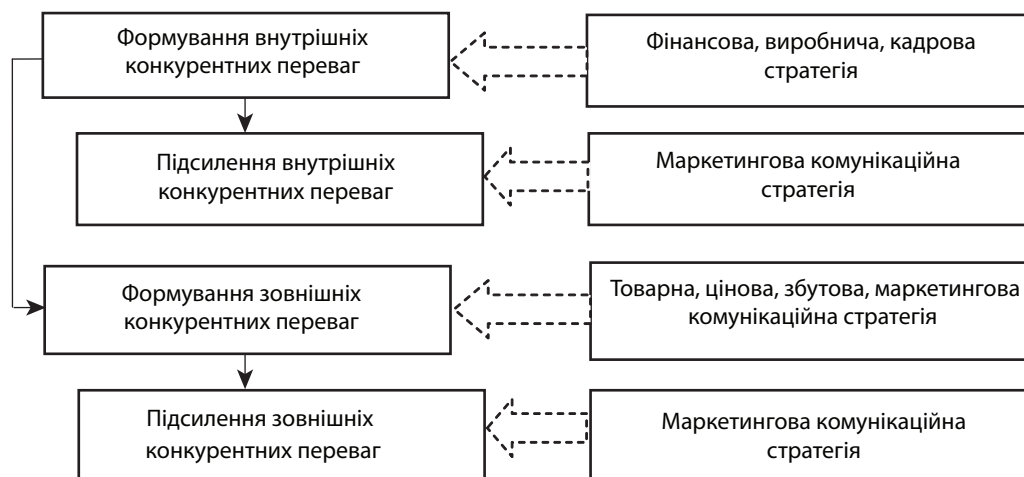 Формування внутрішніх
конкурентних переваг
Фінансова, виробнича, кадрова
стратегія
Підсилення внутрішніх
конкурентних переваг
Маркетингова комунікаційна
стратегія
Формування зовнішніх
конкурентних переваг
Товарна, цінова, збутова, маркетингова
комунікаційна стратегія
Підсилення зовнішніх
конкурентних переваг
Маркетингова комунікаційна
стратегія